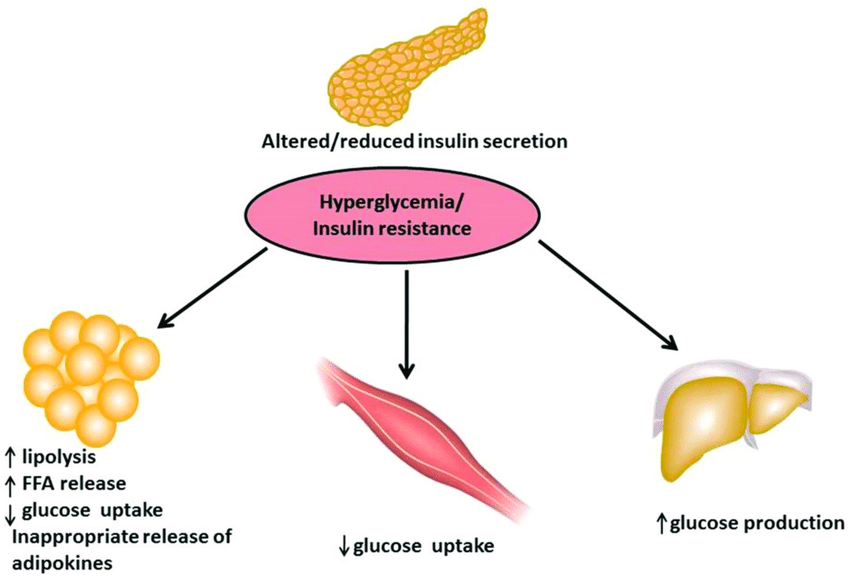 Altered/reduced insulin secretion
Hyperglycemia/
Insulin resistance
↑ lipolysis
↑ FFA release
↓ glucose uptake
Inappropriate release of
adipokines
↓ glucose uptake
↑ glucose production